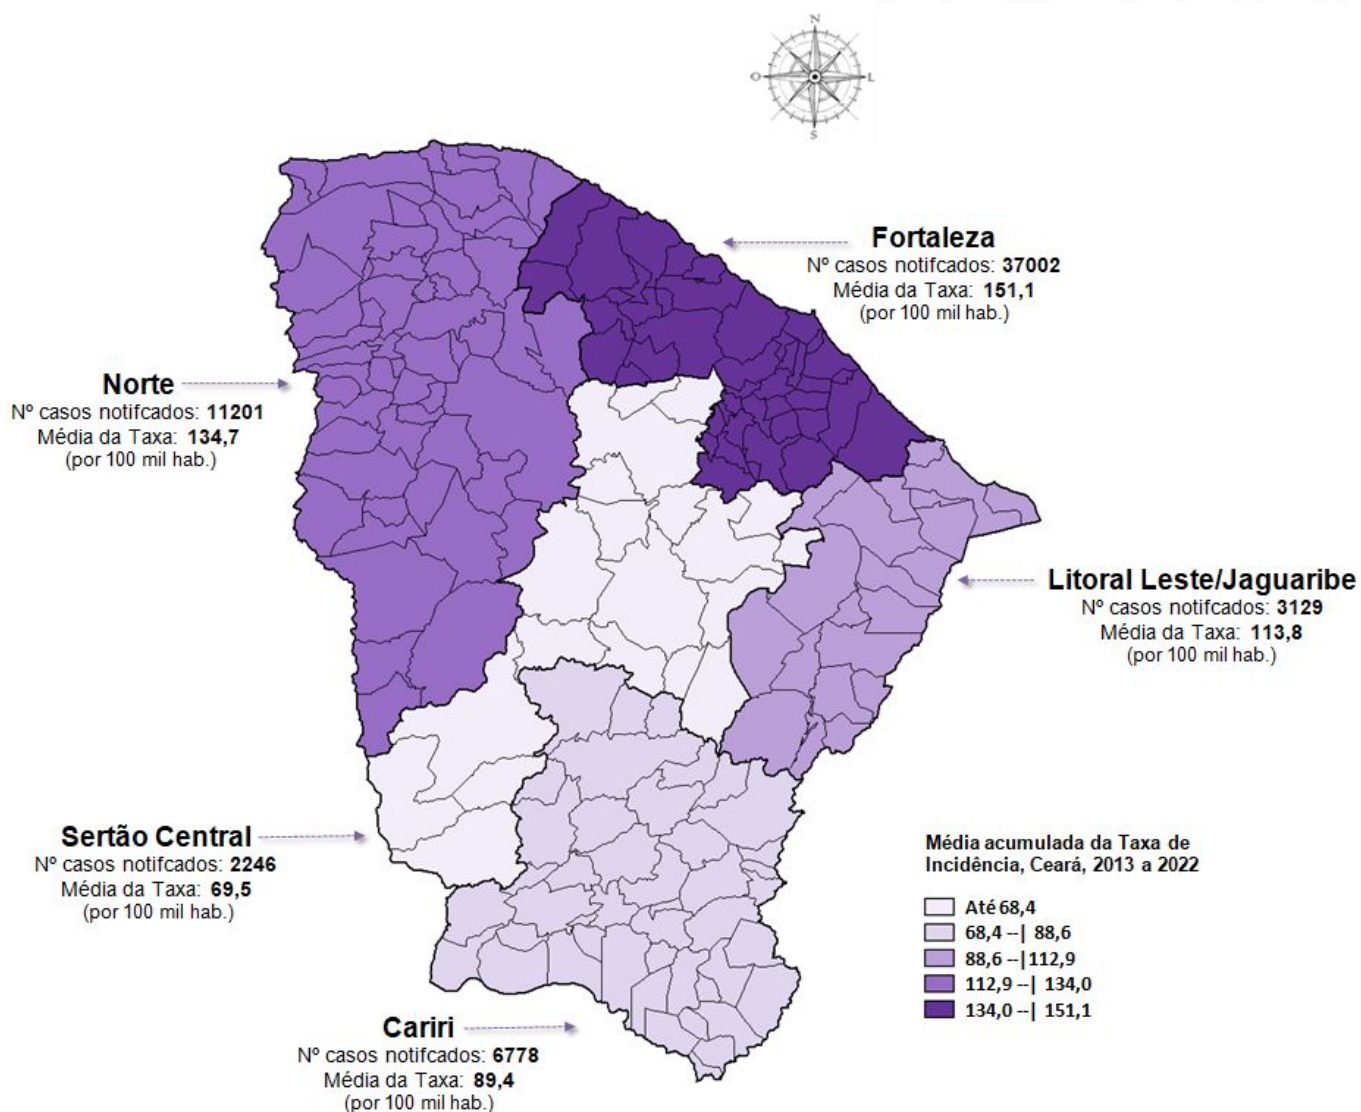 N
O
L
S
Fortaleza
Nº casos notifcados: 37002
Média da Taxa: 151,1
(por 100 mil hab.)
Norte
Nº casos notifcados: 11201
Média da Taxa: 134,7
(por 100 mil hab.)
Litoral Leste/Jaguaribe
Nº casos notifcados: 3129
Média da Taxa: 113,8
(por 100 mil hab.)
Sertão Central
Nº casos notifcados: 2246
Média da Taxa: 69,5
(por 100 mil hab.)
Cariri
Nº casos notifcados: 6778
Média da Taxa: 89,4
(por 100 mil hab.)
Média acumulada da Taxa de
Incidência, Ceará, 2013 a 2022
Até 68,4
68,4 --| 88,6
88,6 --| 112,9
112,9 --| 134,0
134,0 --| 151,1